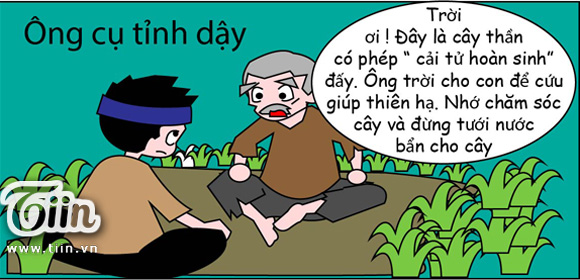 Ông cụ tỉnh dậy
Trời
ơi ! Đây là cây thần
có phép “ cải tử hoàn sinh”
đấy. Ông trời cho con để cứu
giúp thiên hạ. Nhớ chăm sóc
cây và đừng tưới nước
bẩn cho cây
Tiin
www.tiin.vn